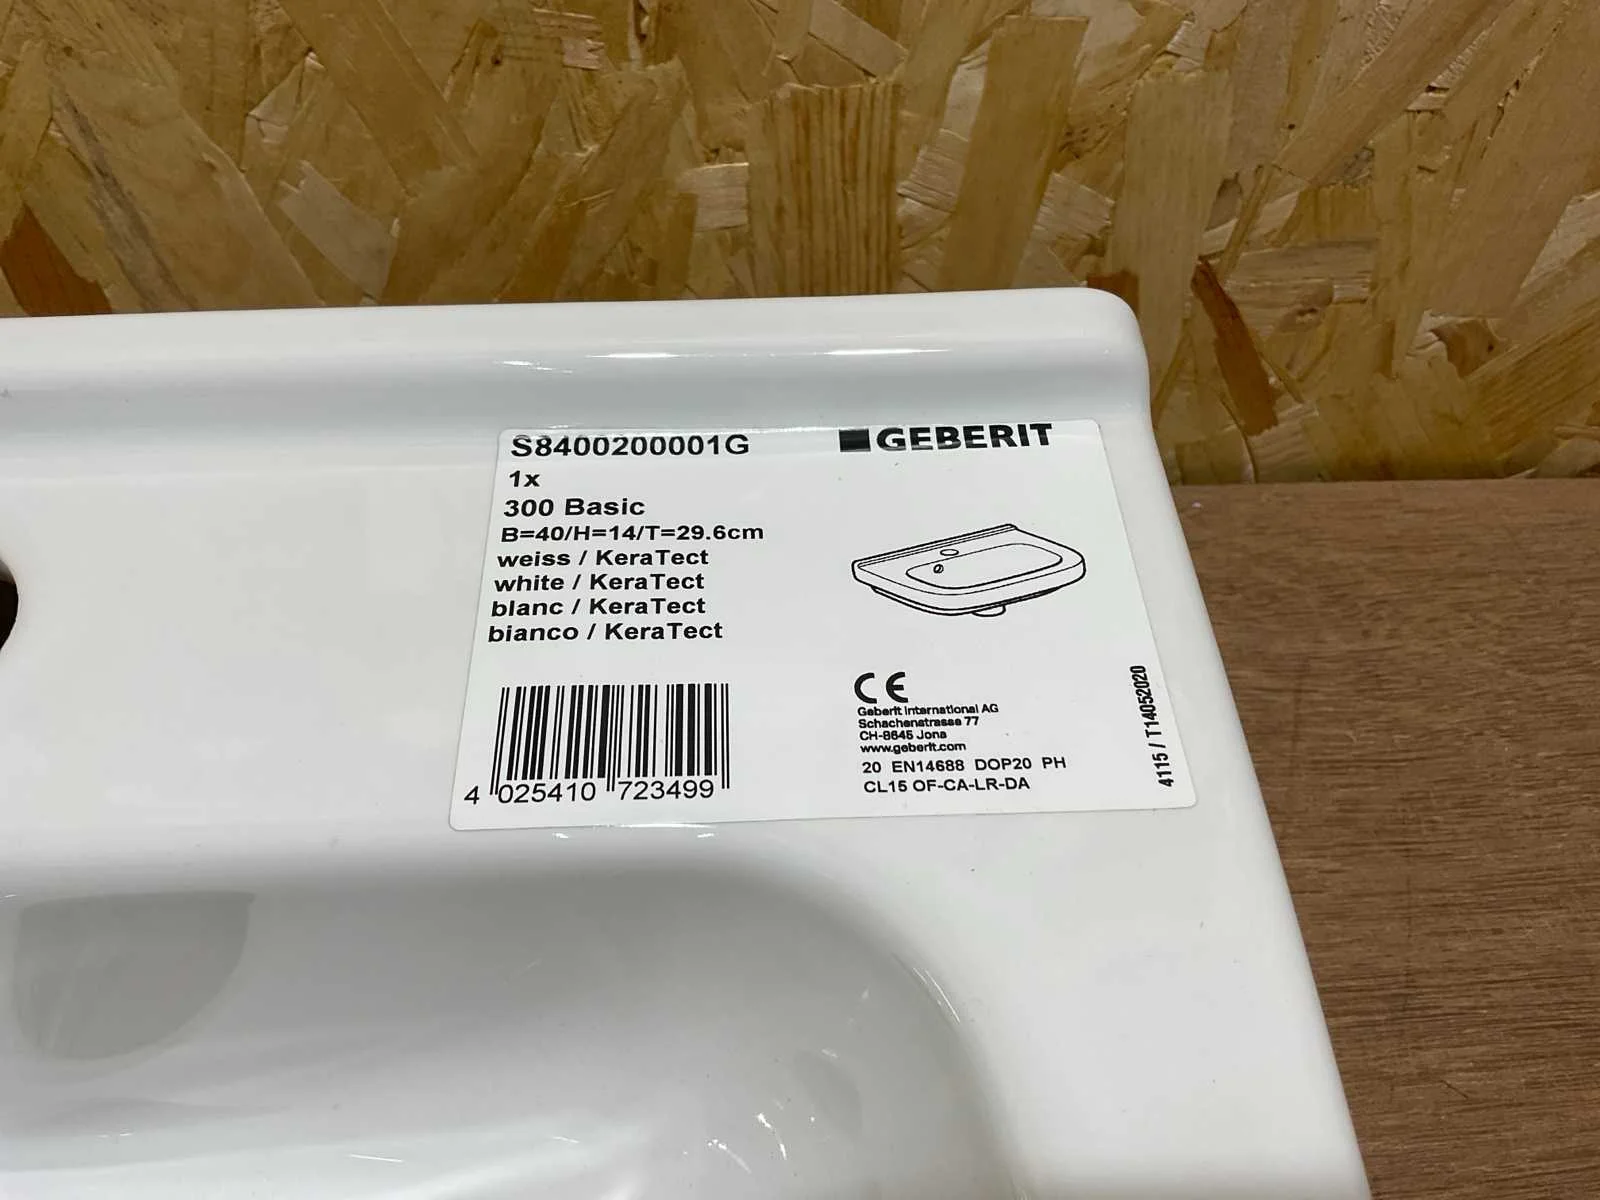 S8400200001G
GEBERIT
1x
300 Basic
B=40/H=14/T=29.6cm
weiss / KeraTect
white / KeraTect
blanc / KeraTect
bianco / KeraTect
4 025410 723499
CE
Geberit International AG
Schachenstrasse 77
CH-8645 Jona
www.geberit.com
20 EN14688 DOP20 PH
CL15 OF-CA-LR-DA
4115 / T14052020